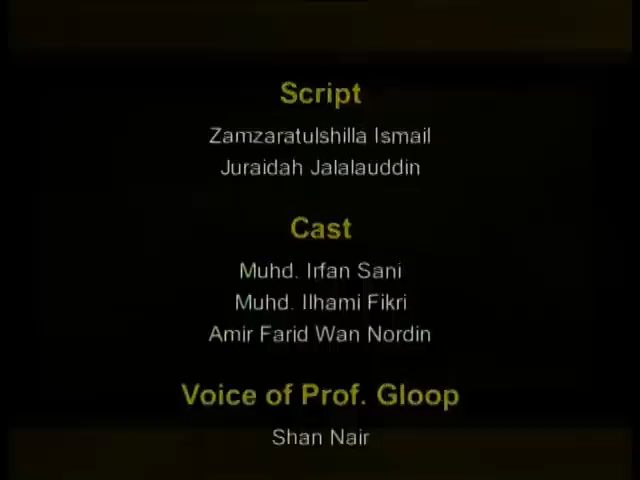 Script
Zamzaratulshilla Ismail
Juraidah Jalalauddin
Cast
Muhd. Irfan Sani
Muhd. Ilhami Fikri
Amir Farid Wan Nordin
Voice of Prof. Gloop
Shan Nair